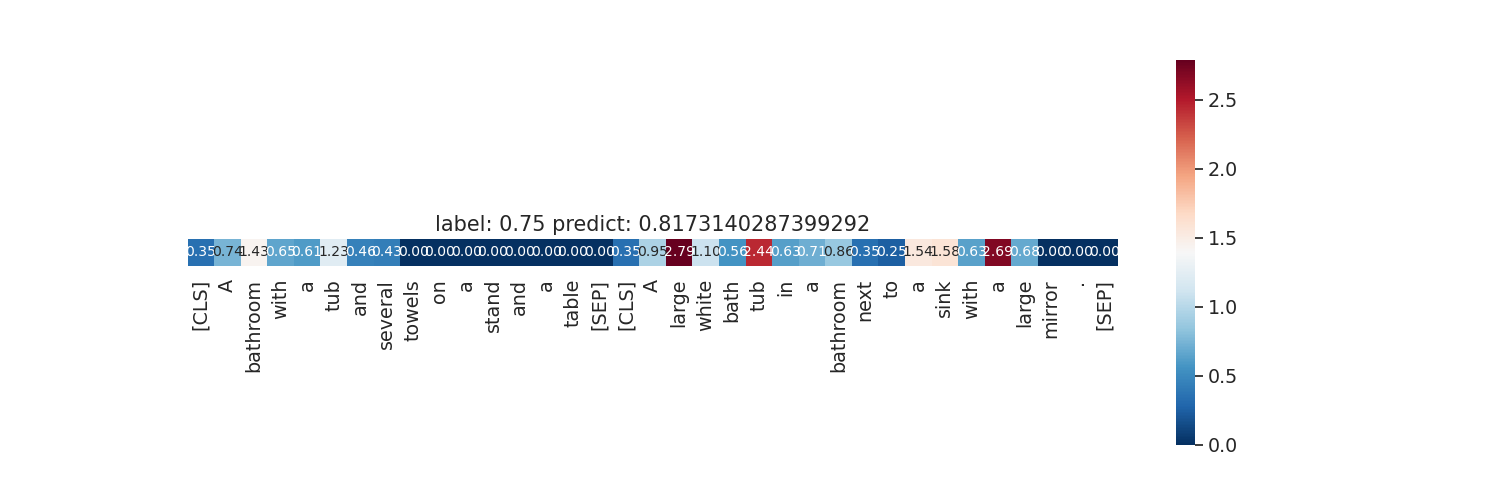 label: 0.75 predict: 0.8173140287399292
0.35 0.74 1.43 0.65 0.61 1.23 0.46 0.43 0.00 0.00 0.00 0.00 0.00 0.00 0.00 0.00 0.35 0.95 2.79 1.10 0.56 2.44 0.63 0.71 0.86 0.35 0.25 1.54 1.58 0.63 2.69 0.68 0.00 0.00 0.00
[CLS] A bathroom with a tub and several towels on a stand and a table [SEP] [CLS] A large white bath tub in a bathroom next to a sink with a large mirror . [SEP]
2.5
2.0
1.5
1.0
0.5
0.0